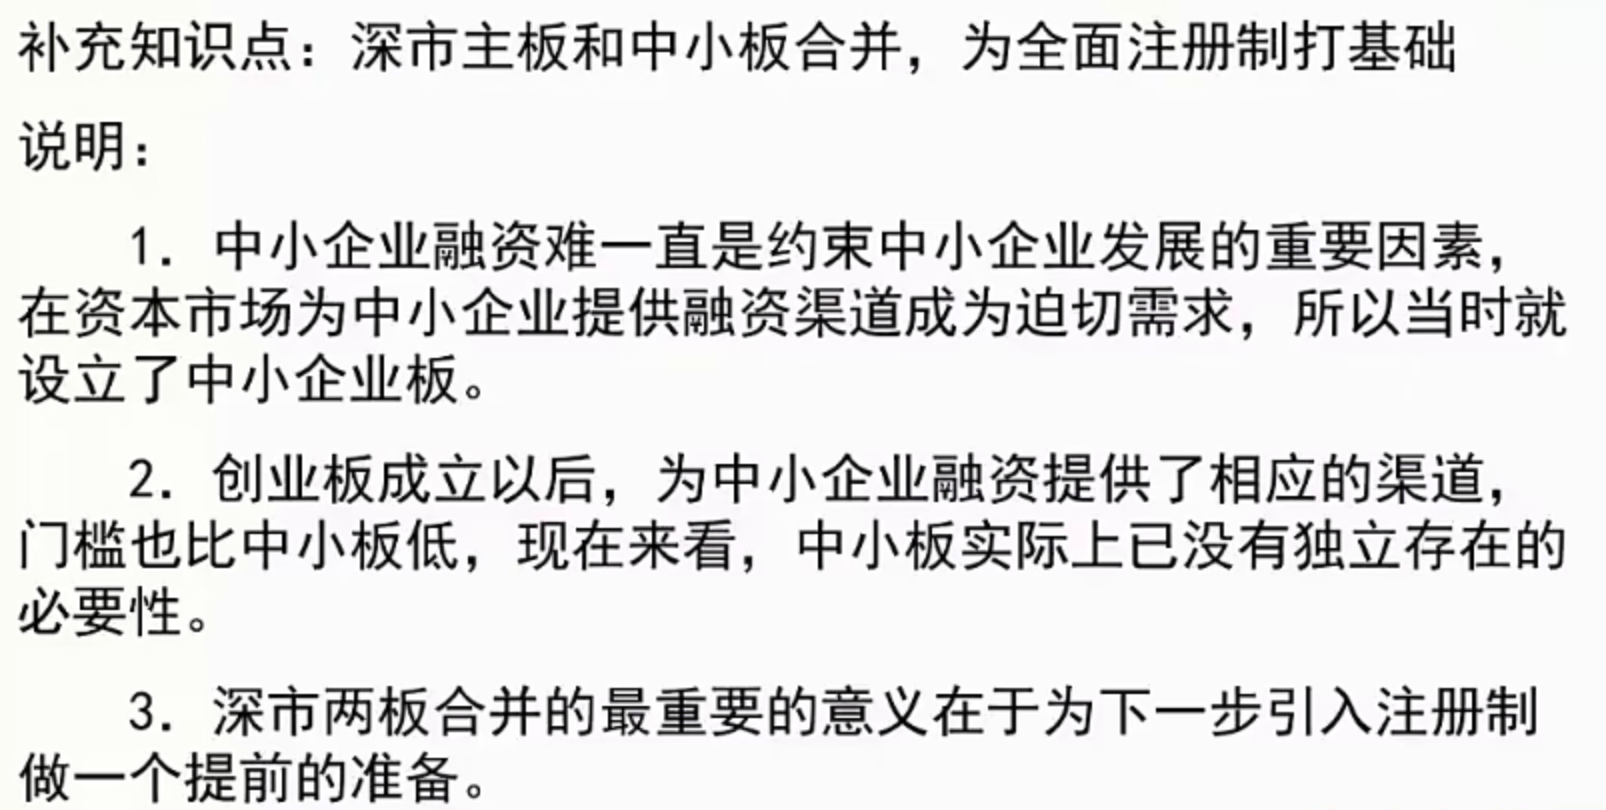 补充知识点：深市主板和中小板合并，为全面注册制打基础
说明：
1. 中小企业融资难一直是约束中小企业发展的重要因素，
在资本市场为中小企业提供融资渠道成为迫切需求，所以当时就
设立了中小企业板。
2. 创业板成立以后，为中小企业融资提供了相应的渠道，
门槛也比中小板低，现在来看，中小板实际上已没有独立存在的
必要性。
3. 深市两板合并的最重要的意义在于为下一步引入注册制
做一个提前的准备。